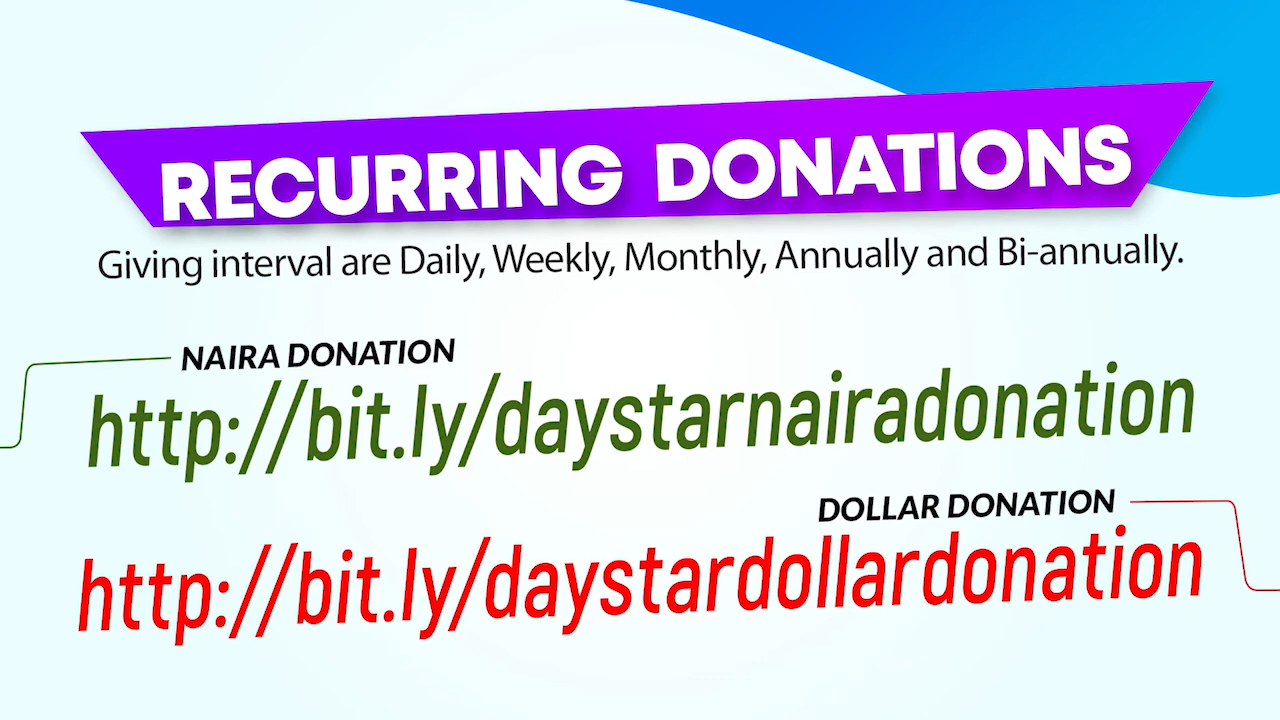 RECURRING DONATIONS
Giving interval are Daily, Weekly, Monthly, Annually and Bi-annually.
NAIRA DONATION
http://bit.ly/daystarnairadonation
DOLLAR DONATION
http://bit.ly/daystardollardonation